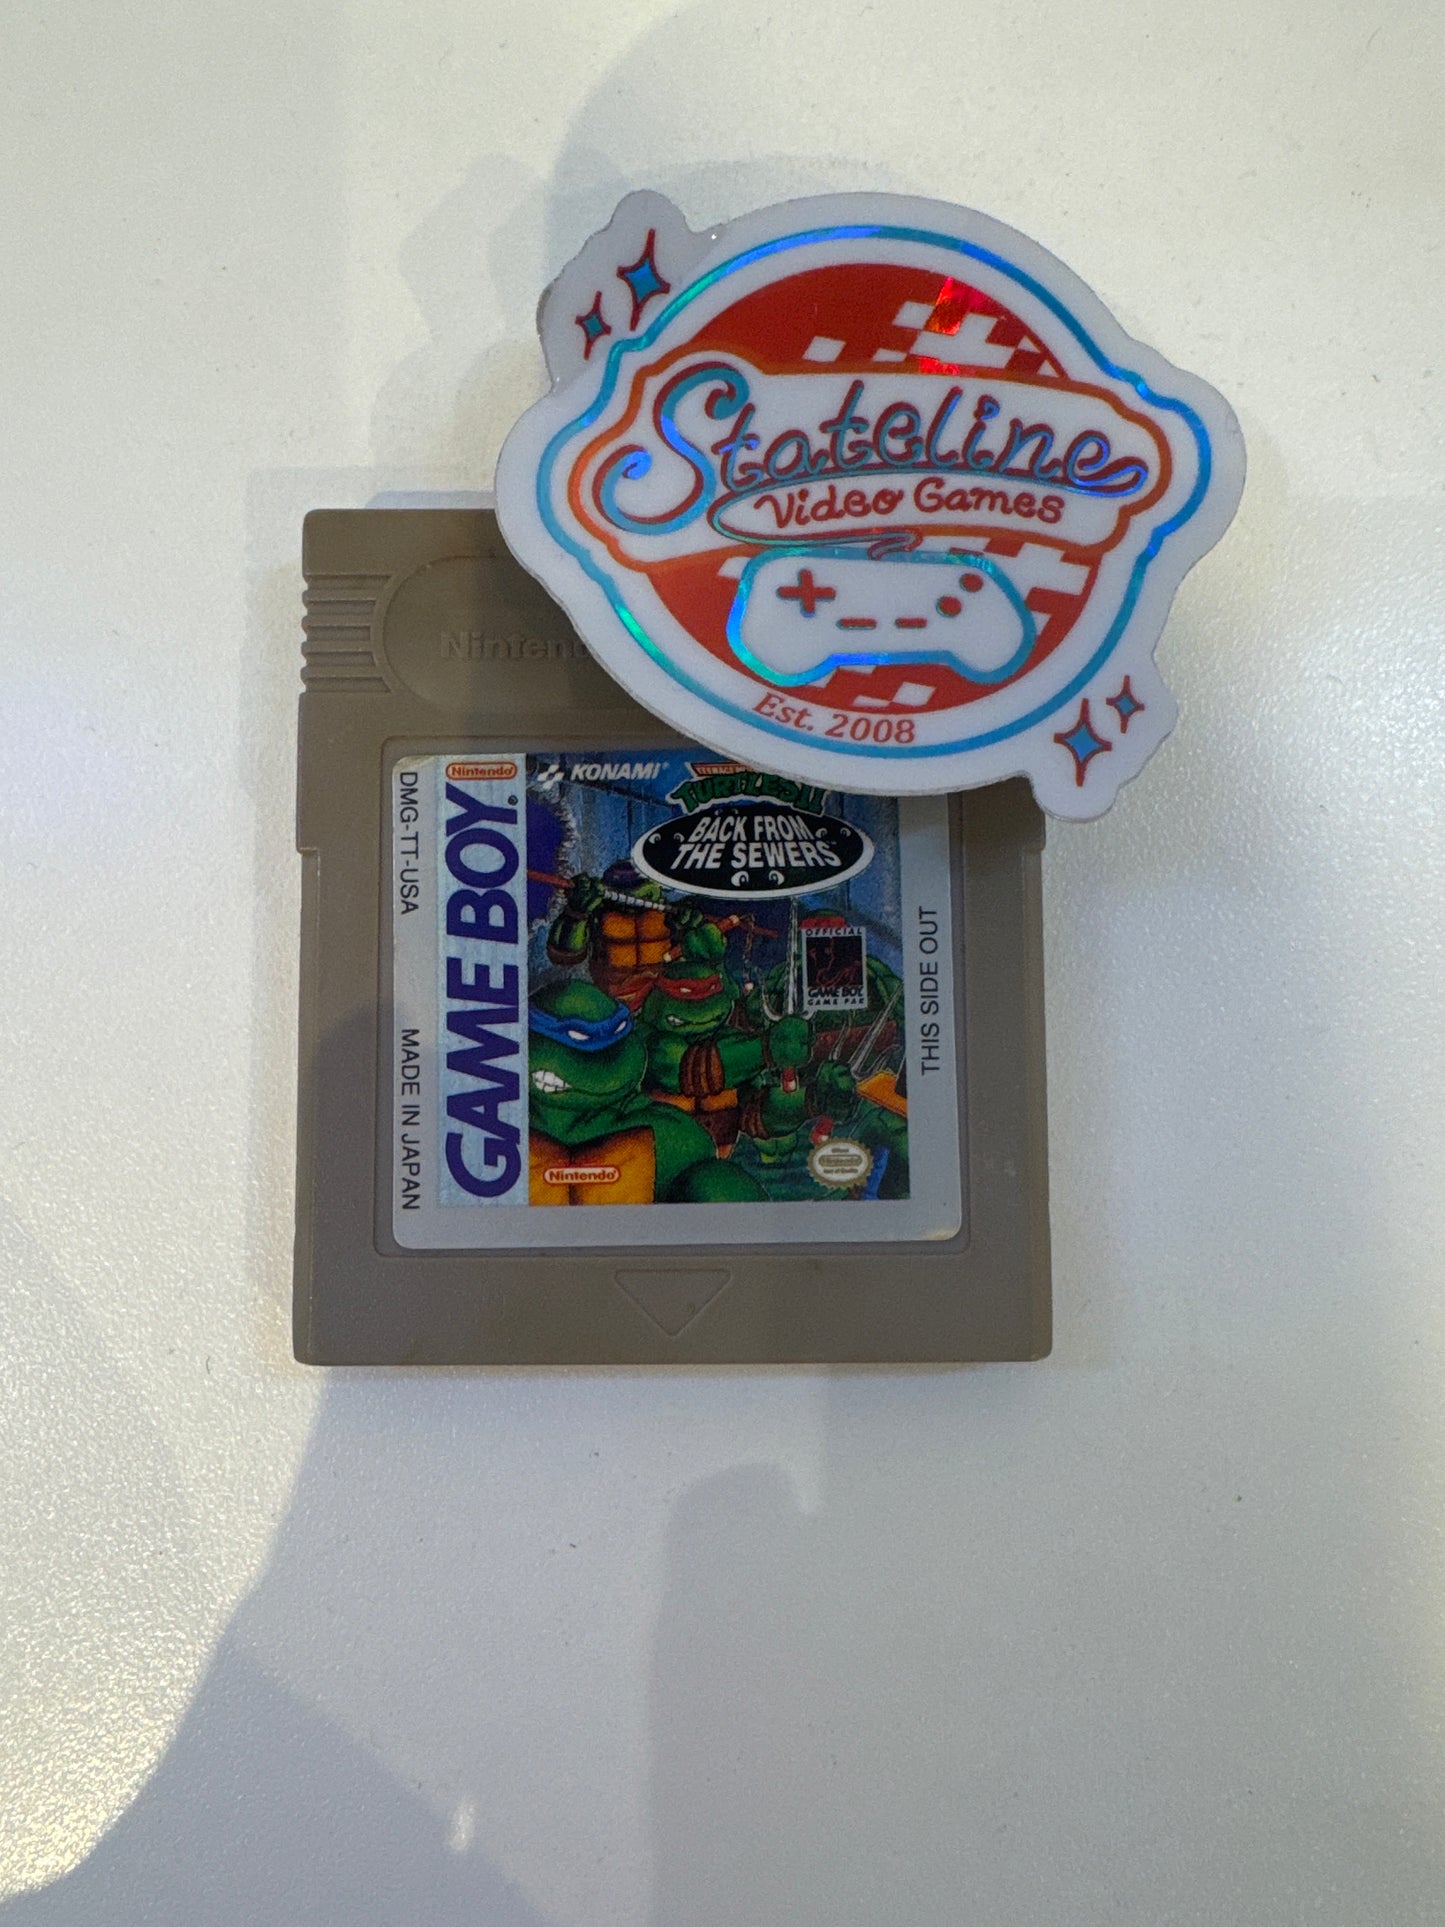 Stateline
Video Games
Est. 2008
Ninten
DMG-TT-USA
MADE IN JAPAN
Nintendo
GAME BOY
KONAMI
TURTLES II
BACK FROM
THE SEWERS
OFFICIAL
GAME BOY
GAME PAK
Nintendo
Nintendo
THIS SIDE OUT